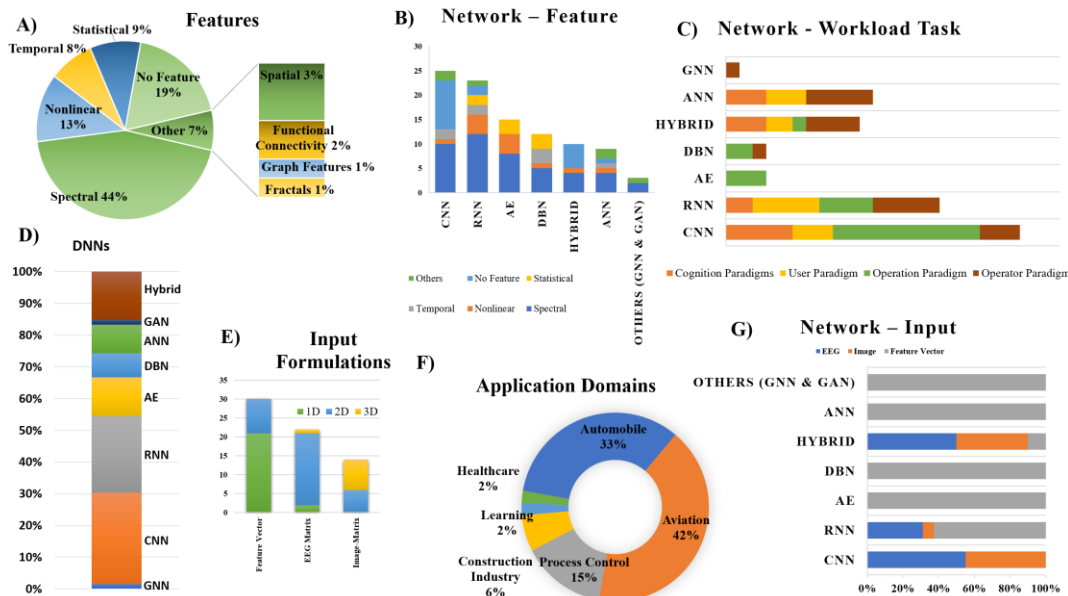 A)
Features
Statistical 9%
Temporal 8%
No Feature
19%
Nonlinear
13%
Other 7%
Spectral 44%
Spatial 3%
Functional
Connectivity 2%
Graph Features 1%
Fractals 1%
B)
Network – Feature
30
25
20
15
10
5
0
CNN
RNN
AE
DBN
HYBRID
ANN
OTHERS (GNN & GAN)
Others
No Feature
Statistical
Temporal
Nonlinear
Spectral
C)
Network - Workload Task
GNN
ANN
HYBRID
DBN
AE
RNN
CNN
Cognition Paradigms
User Paradigm
Operation Paradigm
Operator Paradigm
D)
DNNs
100%
90%
80%
70%
60%
50%
40%
30%
20%
10%
0%
Hybrid
GAN
ANN
DBN
AE
RNN
CNN
GNN
E)
Input
Formulations
35
30
25
20
15
10
5
0
1D
2D
3D
Feature Vector
EEG Matrix
Image-Matrix
F)
Application Domains
Automobile
33%
Healthcare
2%
Learning
2%
Aviation
42%
Construction
Industry
6%
Process Control
15%
G)
Network – Input
EEG
Image
Feature Vector
OTHERS (GNN & GAN)
ANN
HYBRID
DBN
AE
RNN
CNN
0%
20%
40%
60%
80%
100%